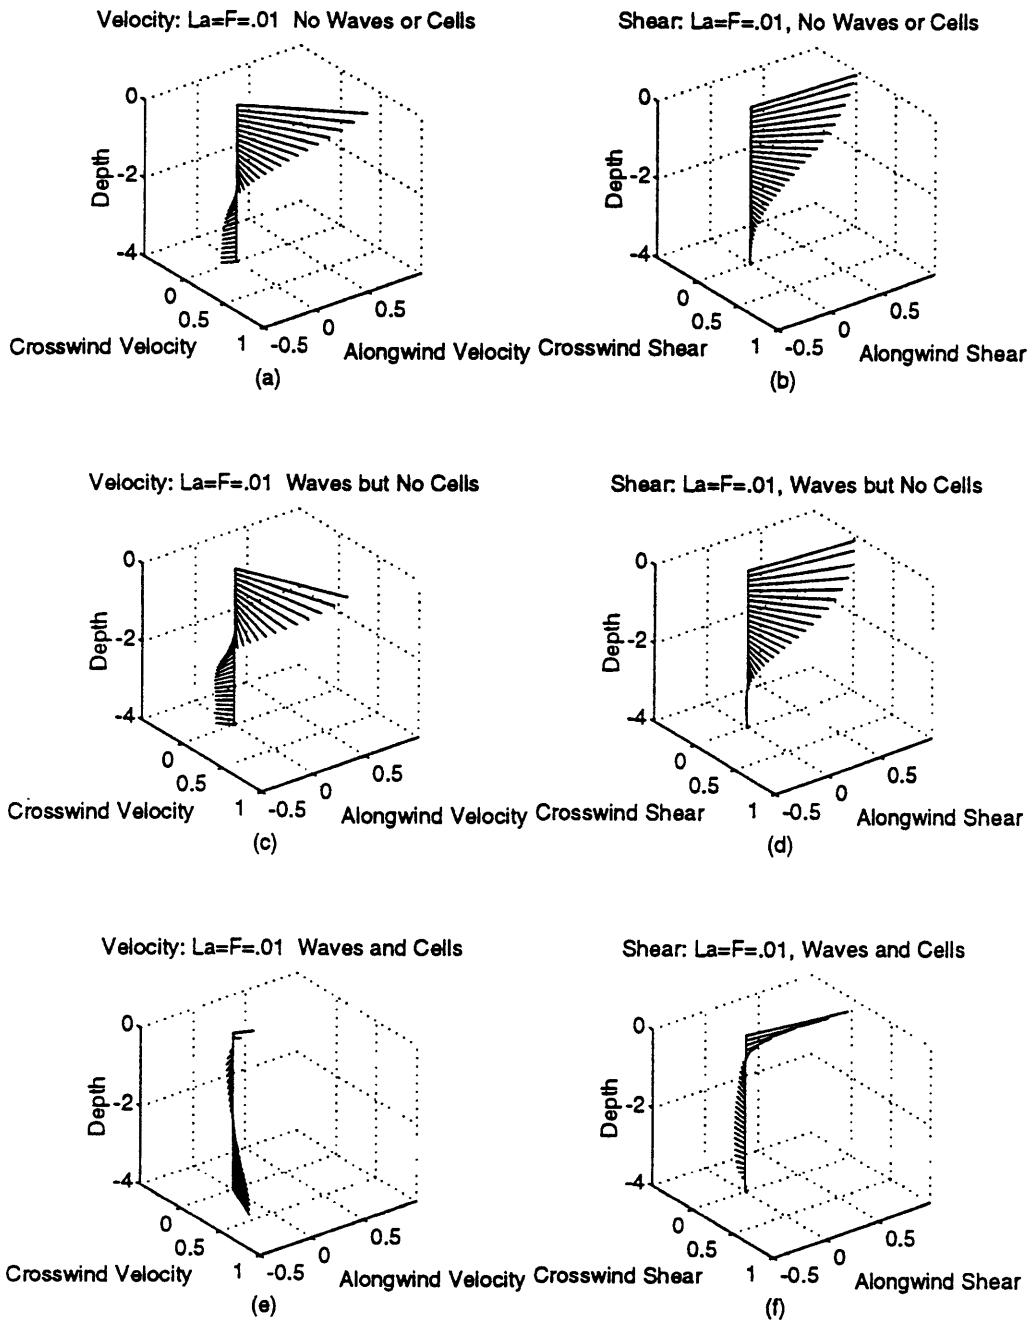 Velocity: La=F=.01 No Waves or Cells
0
-2
-4
Depth
0
0.5
1
-0.5
0
0.5
Crosswind Velocity
Alongwind Velocity
(a)
Shear: La=F=.01, No Waves or Cells
0
-2
-4
Depth
0
0.5
1
-0.5
0
0.5
Crosswind Shear
Alongwind Shear
(b)
Velocity: La=F=.01 Waves but No Cells
0
-2
-4
Depth
0
0.5
1
-0.5
0
0.5
Crosswind Velocity
Alongwind Velocity
(c)
Shear: La=F=.01, Waves but No Cells
0
-2
-4
Depth
0
0.5
1
-0.5
0
0.5
Crosswind Shear
Alongwind Shear
(d)
Velocity: La=F=.01 Waves and Cells
0
-2
-4
Depth
0
0.5
1
-0.5
0
0.5
Crosswind Velocity
Alongwind Velocity
(e)
Shear: La=F=.01, Waves and Cells
0
-2
-4
Depth
0
0.5
1
-0.5
0
0.5
Crosswind Shear
Alongwind Shear
(f)